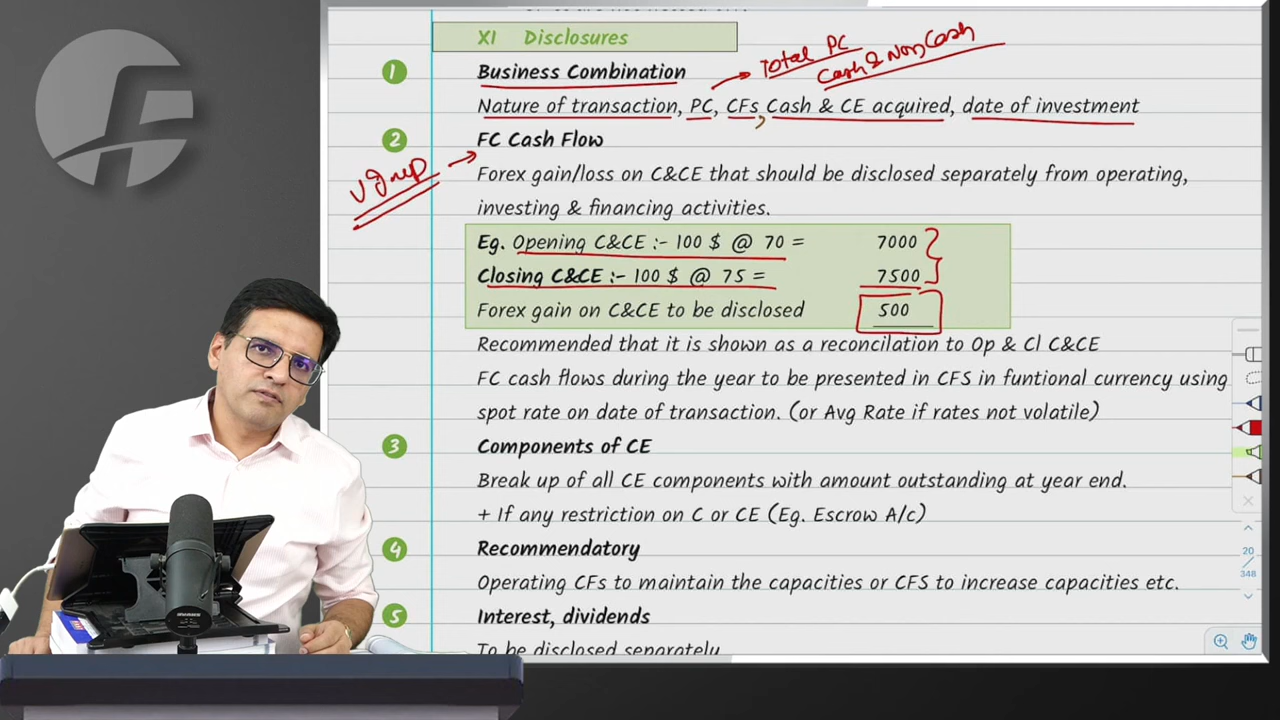 XI Disclosures
Total PC
Cash & Non Cash
1 Business Combination
Nature of transaction, PC, CFs, Cash & CE acquired, date of investment
2 FC Cash Flow
v imp
Forex gain/loss on C&CE that should be disclosed separately from operating,
investing & financing activities.
Eg. Opening C&CE :- 100 $ @ 70 = 7000
Closing C&CE :- 100 $ @ 75 = 7500
Forex gain on C&CE to be disclosed 500
Recommended that it is shown as a reconcilation to Op & Cl C&CE
FC cash flows during the year to be presented in CFS in funtional currency using
spot rate on date of transaction. (or Avg Rate if rates not volatile)
3 Components of CE
Break up of all CE components with amount outstanding at year end.
+ If any restriction on C or CE (Eg. Escrow A/c)
4 Recommendatory
Operating CFs to maintain the capacities or CFS to increase capacities etc.
5 Interest, dividends
To be disclosed separately
20
348